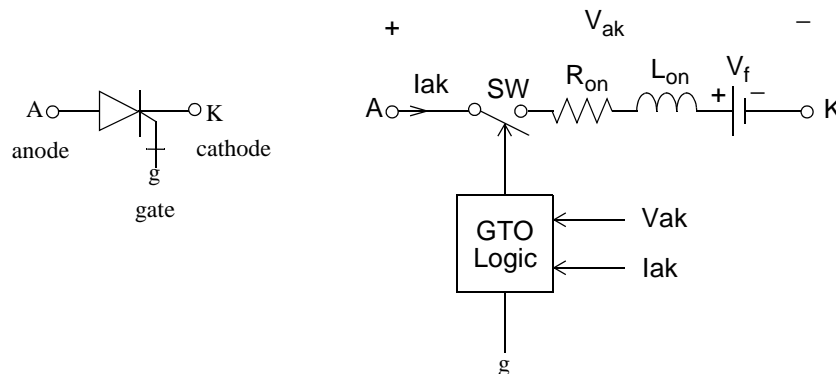 A
K
anode
cathode
g
gate
+
V_ak
–
Iak
SW
R_on
L_on
V_f
+
–
A
K
GTO
Logic
Vak
Iak
g